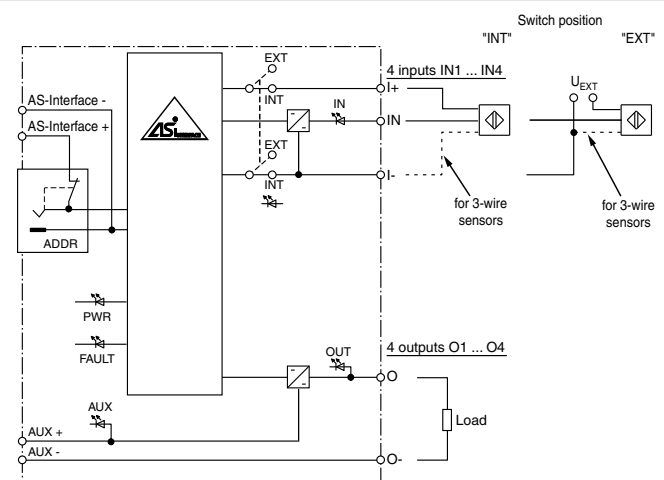 Switch position
"INT"
"EXT"
EXT
4 inputs IN1 ... IN4
UEXT
AS-Interface -
I+
INT
IN
AS-Interface +
IN
EXT
I-
INT
for 3-wire
sensors
for 3-wire
sensors
ADDR
PWR
FAULT
OUT
4 outputs O1 ... O4
O
AUX
Load
AUX +
AUX -
O-